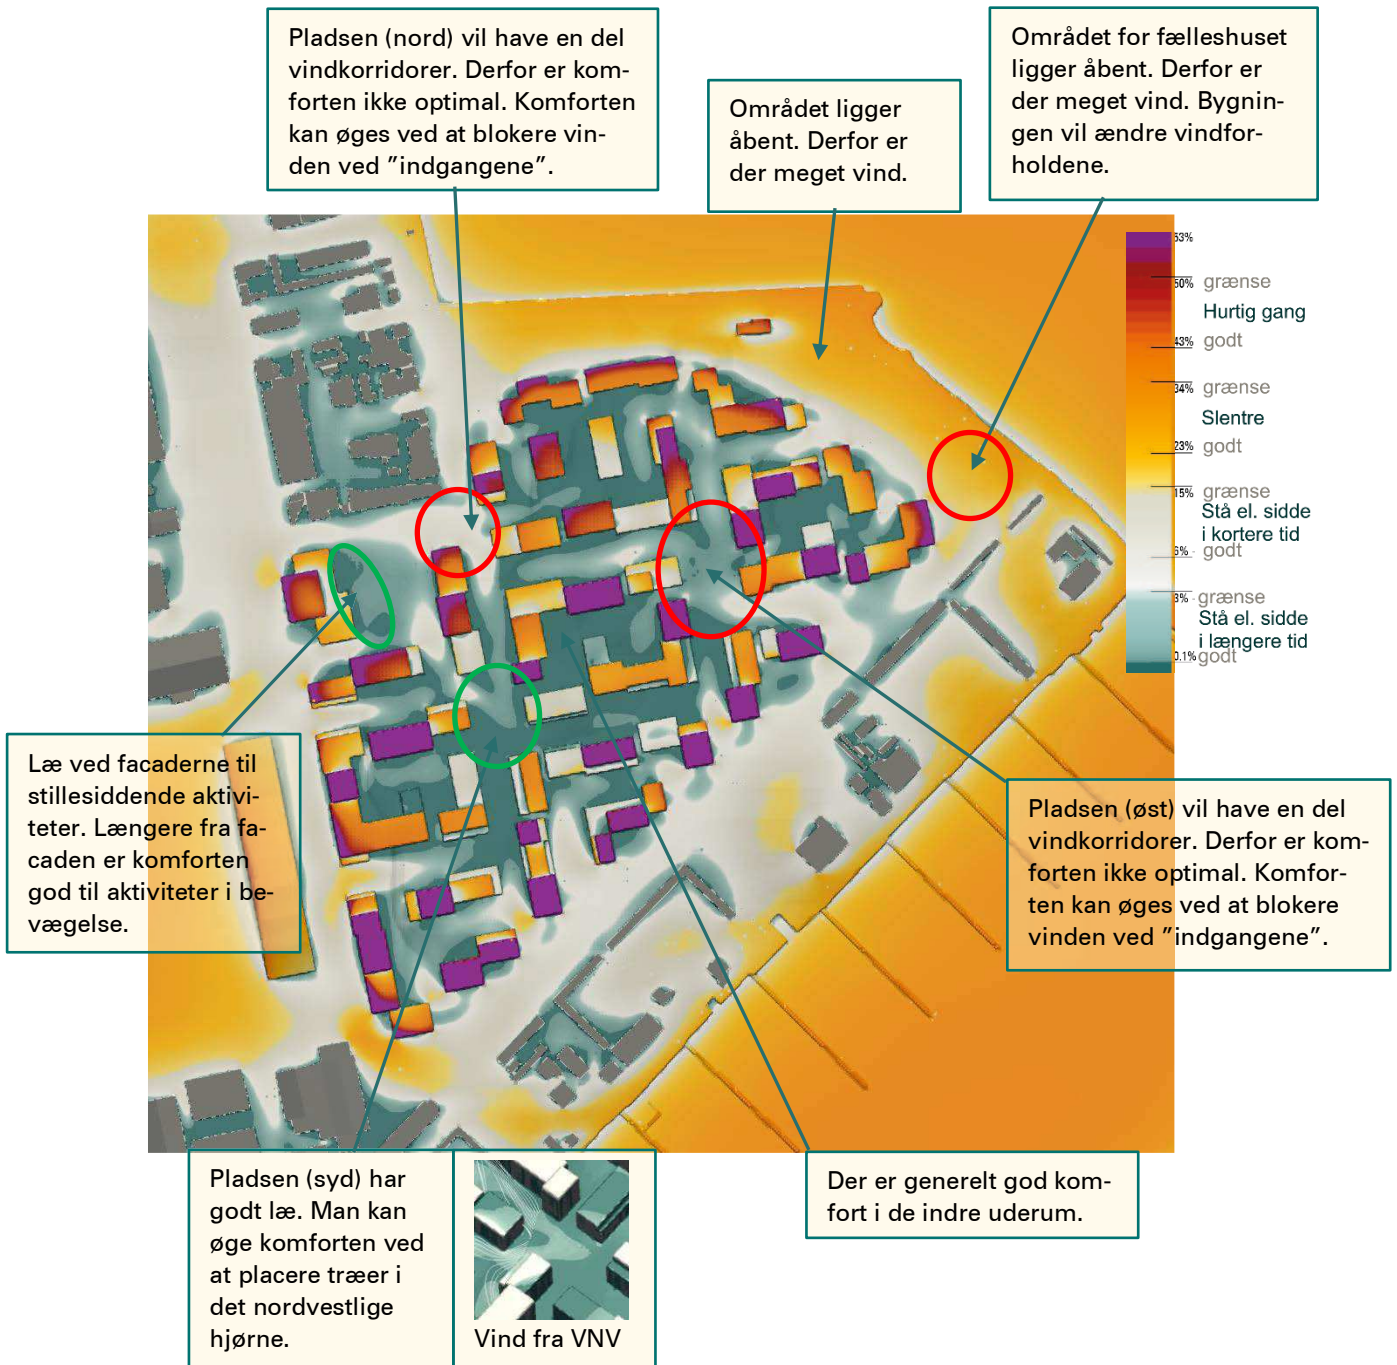 Pladsen (nord) vil have en del
vindkorridorer. Derfor er kom-
forten ikke optimal. Komforten
kan øges ved at blokere vin-
den ved ”indgangene”.
Området ligger
åbent. Derfor er
der meget vind.
Området for fælleshuset
ligger åbent. Derfor er
der meget vind. Bygnin-
gen vil ændre vindfor-
holdene.
53%
50% grænse
Hurtig gang
43% godt
34% grænse
Slentre
23% godt
15% grænse
Stå el. sidde
i kortere tid
6% godt
3% grænse
Stå el. sidde
i længere tid
0.1% godt
Læ ved facaderne til
stillesiddende aktivi-
teter. Længere fra fa-
caden er komforten
god til aktiviteter i be-
vægelse.
Pladsen (øst) vil have en del
vindkorridorer. Derfor er kom-
forten ikke optimal. Komfor-
ten kan øges ved at blokere
vinden ved ”indgangene”.
Pladsen (syd) har
godt læ. Man kan
øge komforten ved
at placere træer i
det nordvestlige
hjørne.
Vind fra VNV
Der er generelt god kom-
fort i de indre uderum.